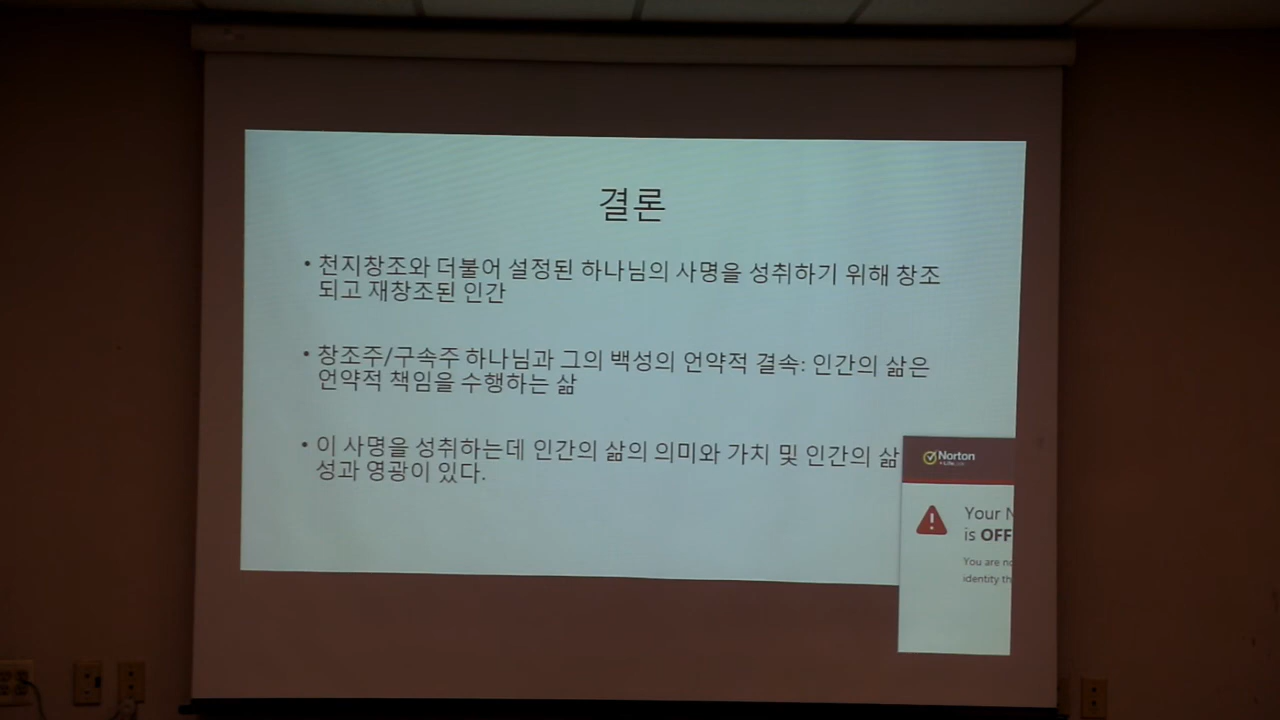 결론
• 천지창조와 더불어 설정된 하나님의 사명을 성취하기 위해 창조
되고 재창조된 인간
• 창조주/구속주 하나님과 그의 백성의 언약적 결속: 인간의 삶은
언약적 책임을 수행하는 삶
• 이 사명을 성취하는데 인간의 삶의 의미와 가치 및 인간의 삶
성과 영광이 있다.
Norton
Your N
is OFF
You are no
identity th